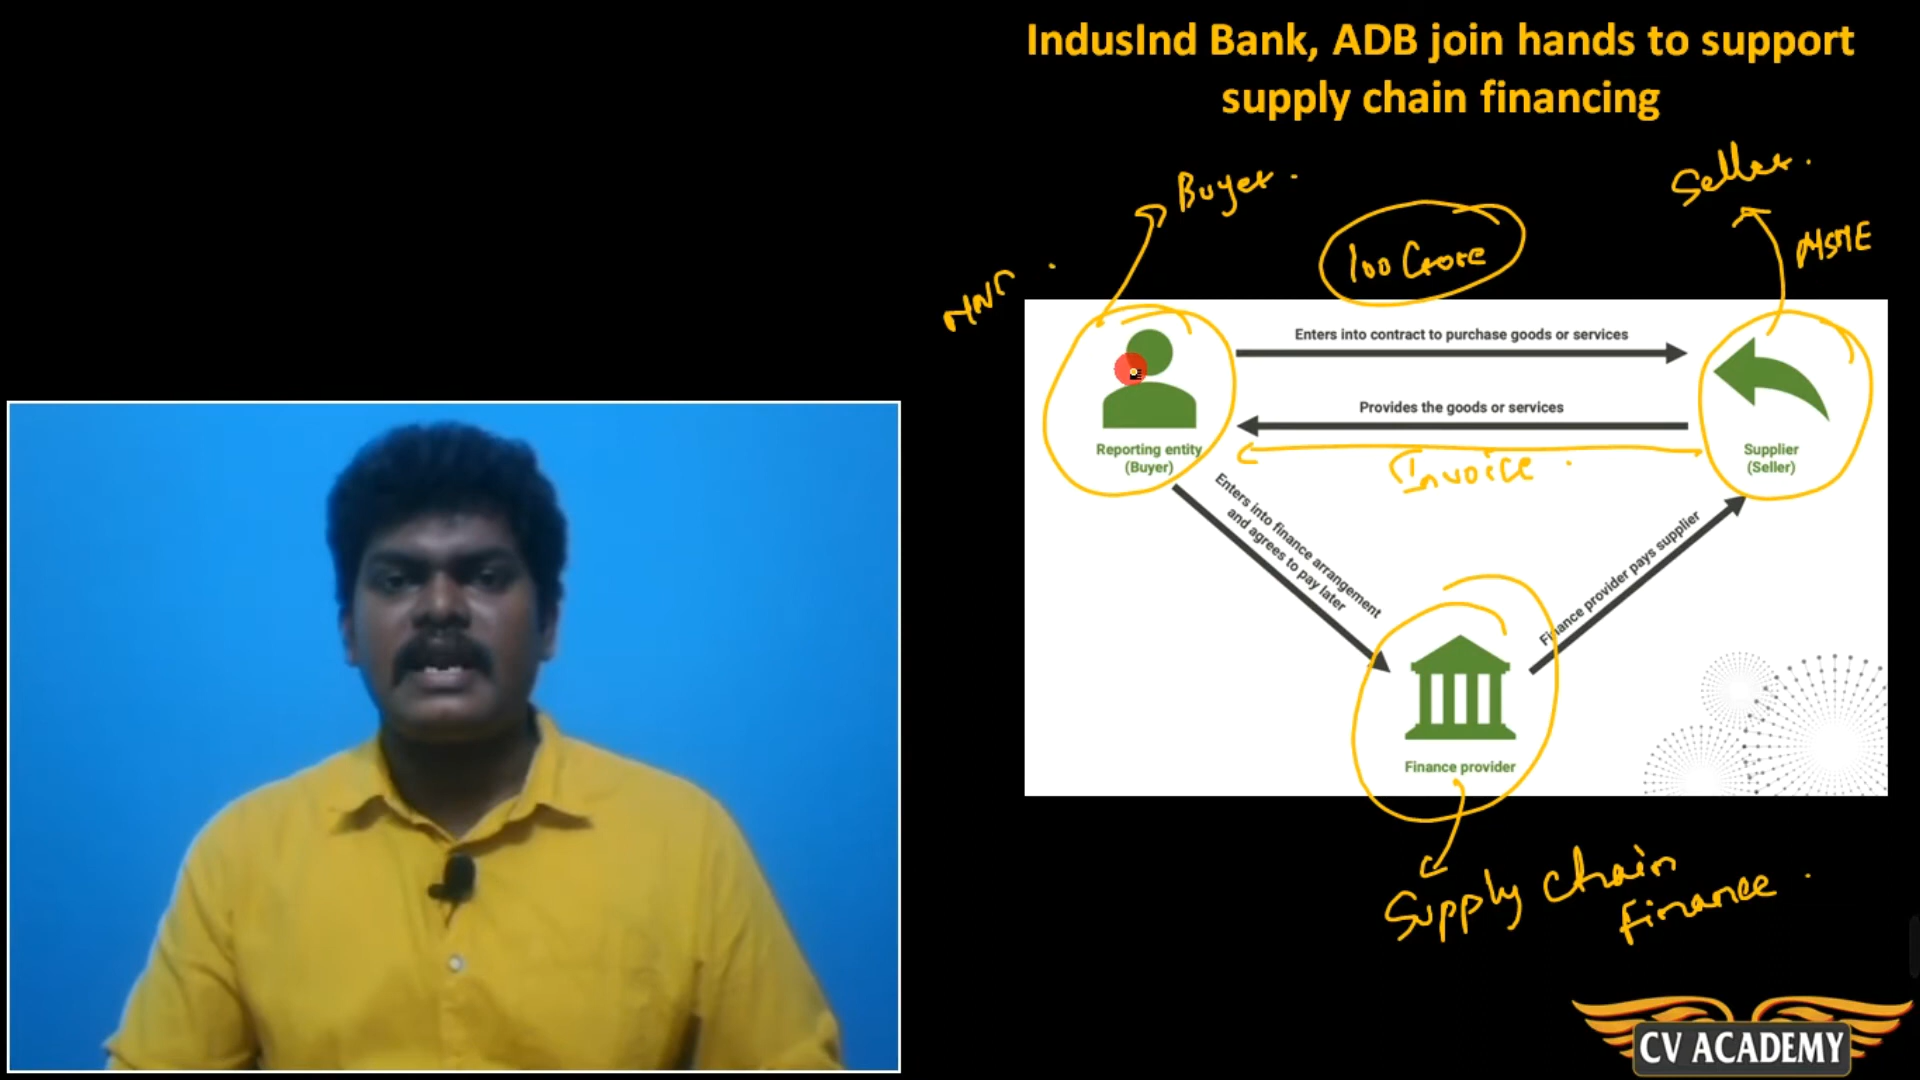 IndusInd Bank, ADB join hands to support
supply chain financing
Buyer.
Seller.
MSME
100 Crore
Enters into contract to purchase goods or services
Provides the goods or services
Reporting entity
(Buyer)
Supplier
(Seller)
Invoice.
Enters into finance arrangement
and agrees to pay later
Finance provider pays supplier
Finance provider
Supply chain
Finance.
CV ACADEMY